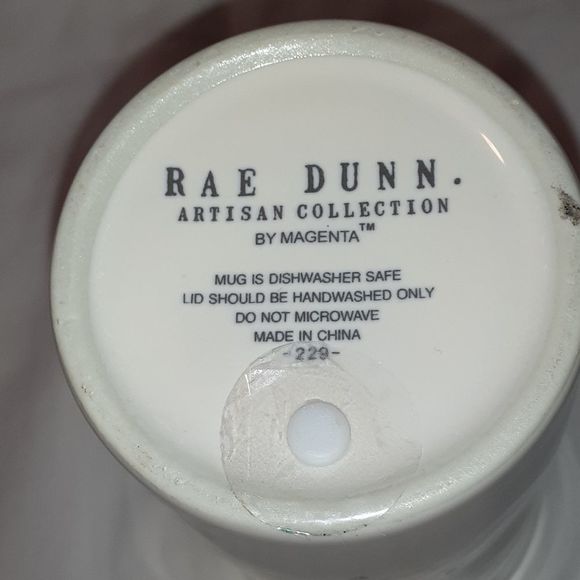 RAE DUNN.
ARTISAN COLLECTION
BY MAGENTA™
MUG IS DISHWASHER SAFE
LID SHOULD BE HANDWASHED ONLY
DO NOT MICROWAVE
MADE IN CHINA
-229-